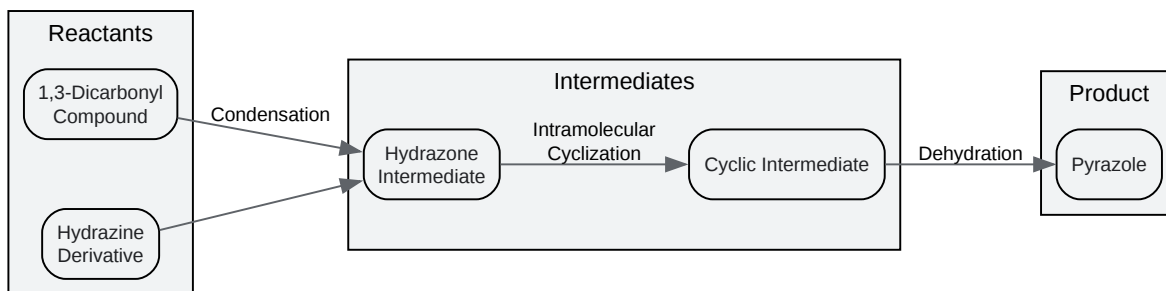 Reactants
1,3-Dicarbonyl
Compound
Hydrazine
Derivative
Condensation
Intermediates
Hydrazone
Intermediate
Intramolecular
Cyclization
Cyclic Intermediate
Dehydration
Product
Pyrazole